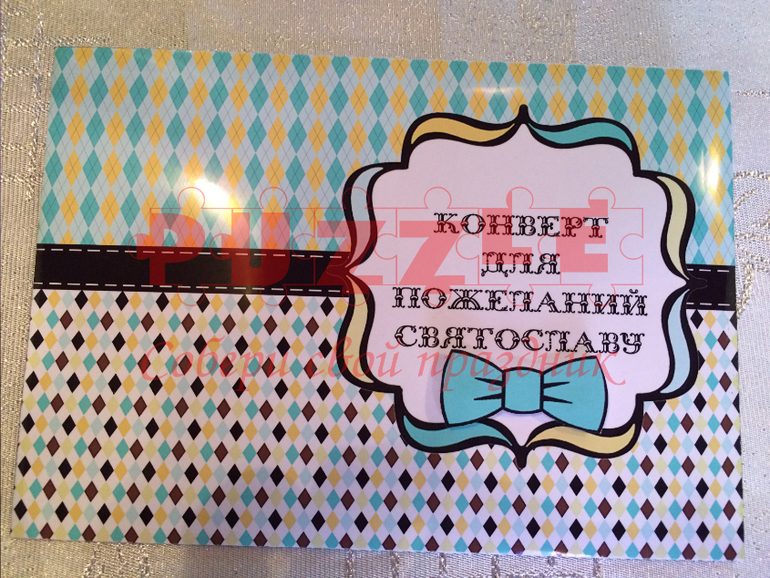 КОНВЕРТ
ДЛЯ
ПОЖЕЛАНИЙ
СВЯТОСЛАВУ
PUZZLE
Собери свой праздник